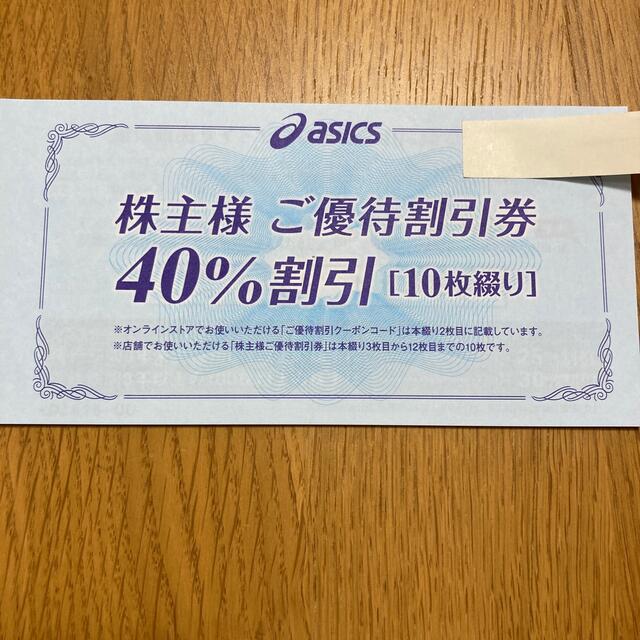 asics
株主様 ご優待割引券
40%割引 [10枚綴り]
※オンラインストアでお使いいただける「ご優待割引クーポンコード」は本綴り2枚目に記載しています。
※店舗でお使いいただける「株主様ご優待割引券」は本綴り3枚目から12枚目までの10枚です。